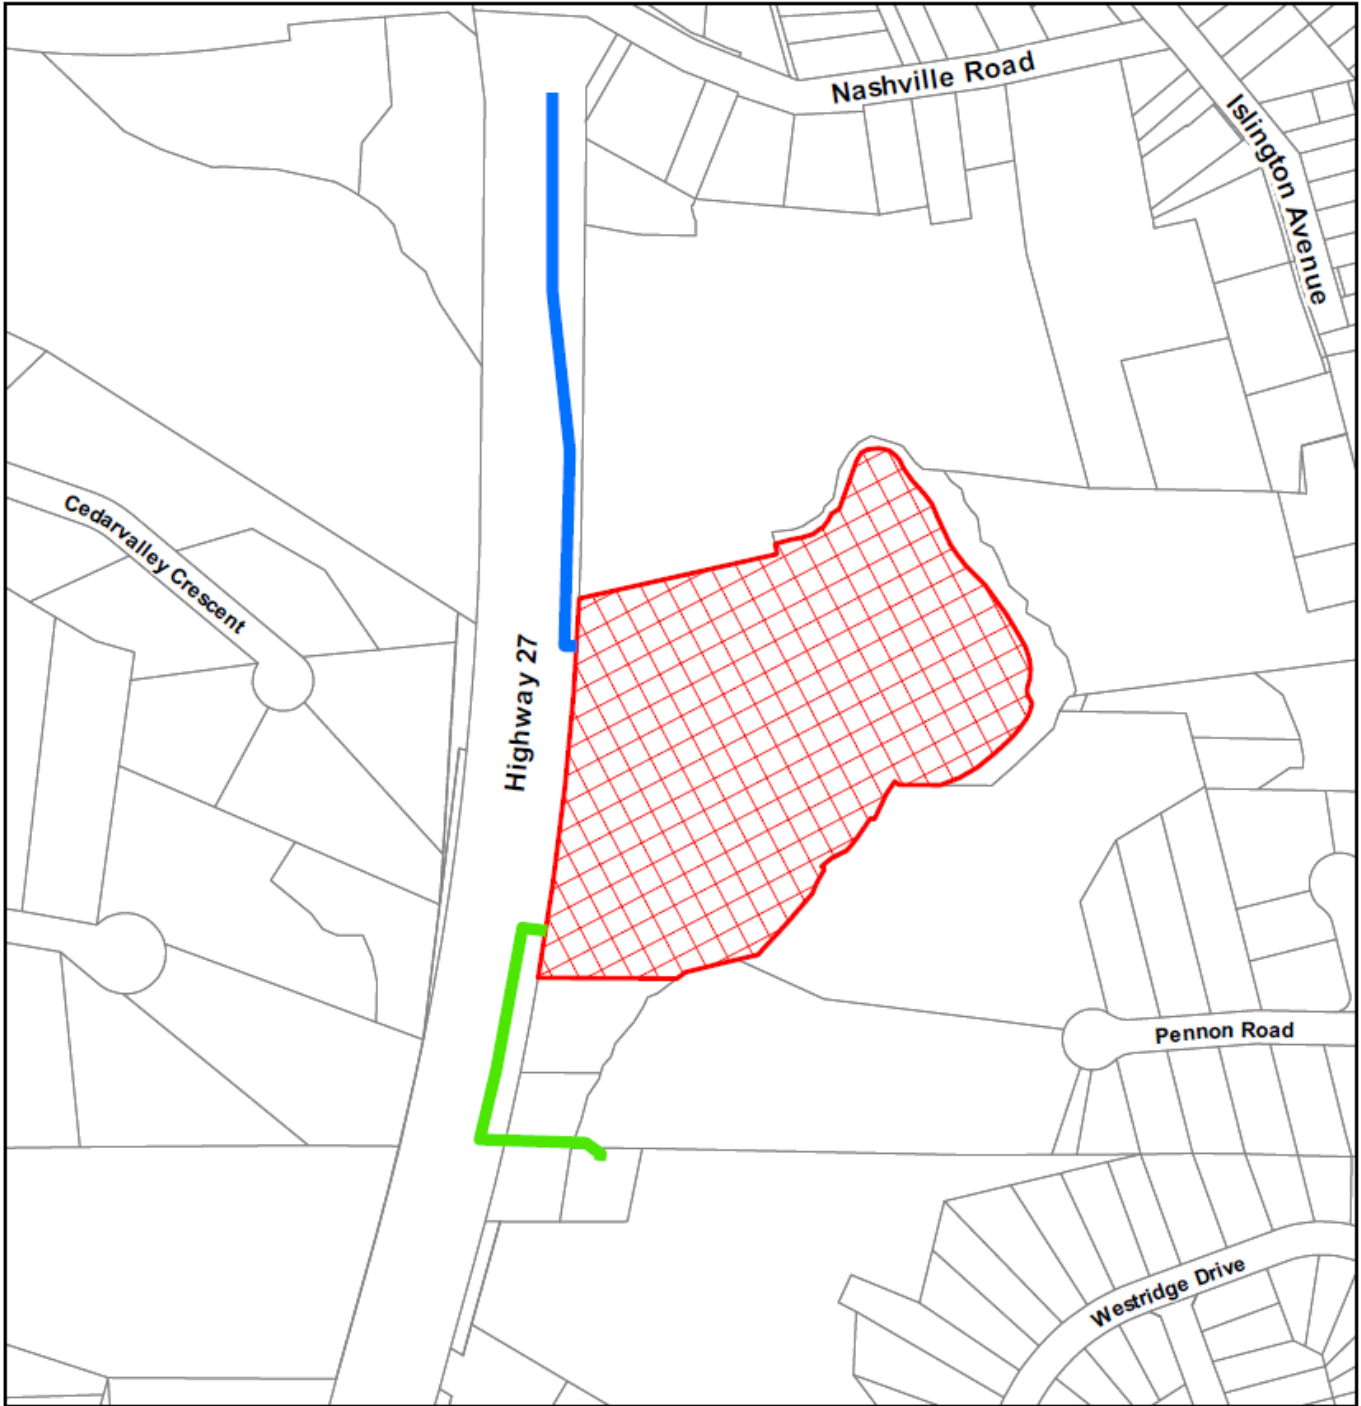 Nashville Road
Islington Avenue
Cedarvalley Crescent
Highway 27
Pennon Road
Westridge Drive